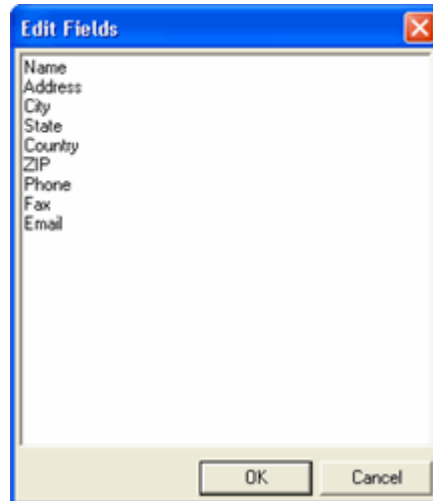 Edit Fields
Name
Address
City
State
Country
ZIP
Phone
Fax
Email
OK Cancel